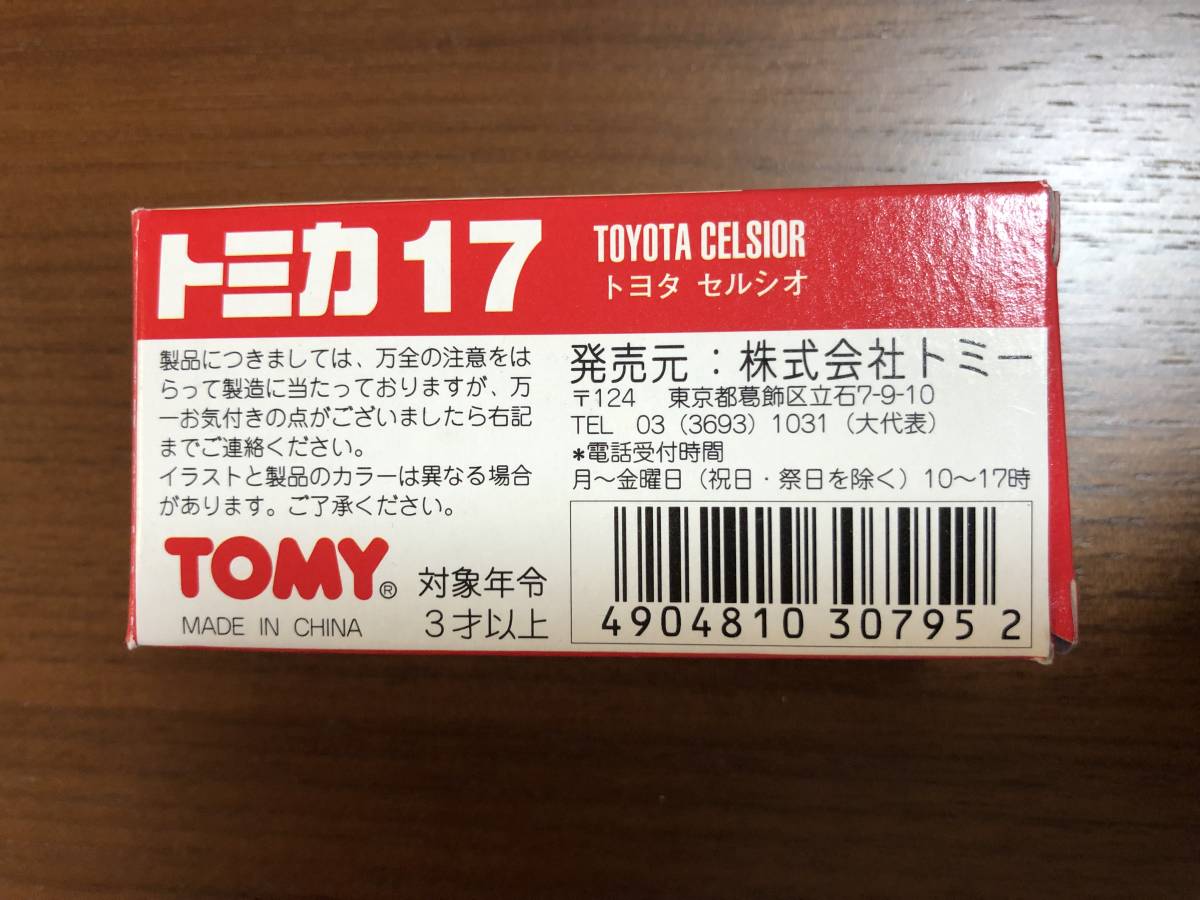 トミカ 17
TOYOTA CELSIOR
トヨタ セルシオ
製品につきましては、万全の注意をは
らって製造に当たっておりますが、万
一お気付きの点がございましたら右記
までご連絡ください。
イラストと製品のカラーは異なる場合
があります。ご了承ください。
TOMY®
MADE IN CHINA
対象年令
3才以上
発売元：株式会社トミー
〒124 東京都葛飾区立石7-9-10
TEL 03（3693）1031（大代表）
*電話受付時間
月〜金曜日（祝日・祭日を除く）10〜17時
4904810 30795 2